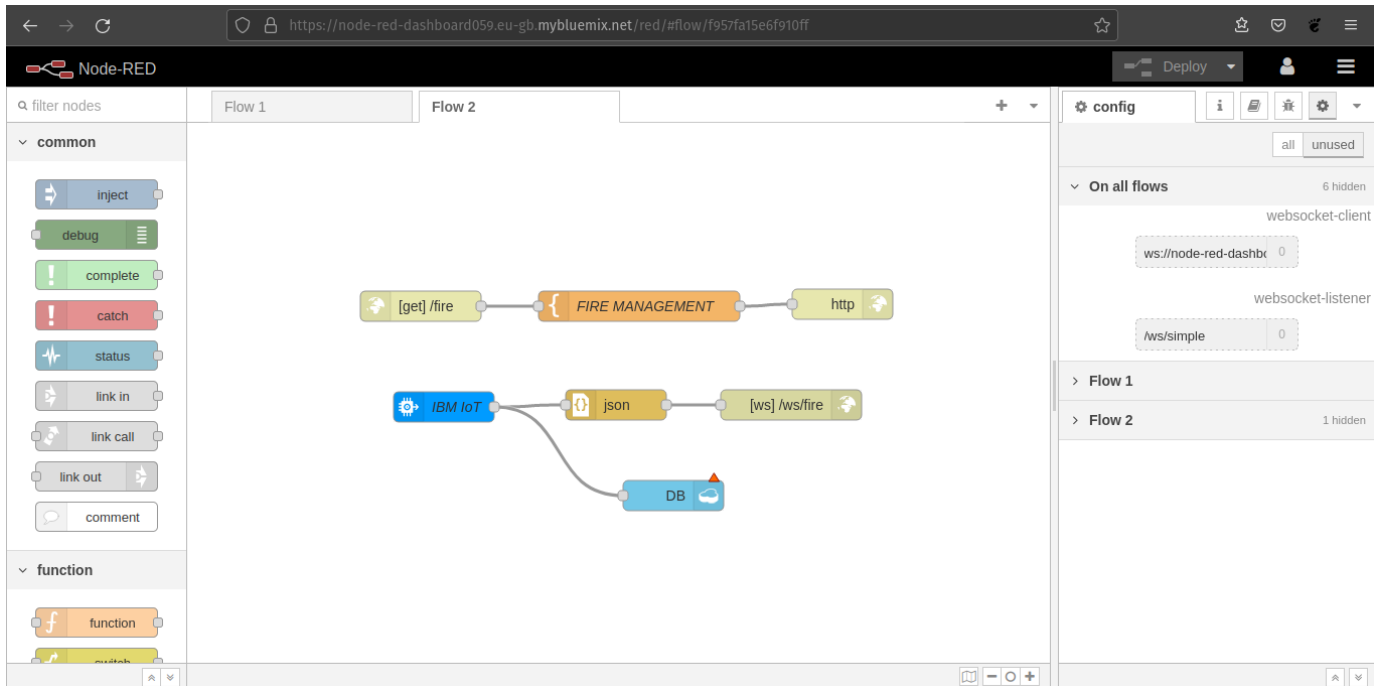 https://node-red-dashboard059.eu-gb.mybluemix.net/red/#flow/f957fa15e6f910ff
Node-RED
Deploy
filter nodes
Flow 1
Flow 2
config
all
unused
common
inject
debug
complete
catch
status
link in
link call
link out
comment
function
function
switch
[get] /fire
FIRE MANAGEMENT
http
IBM IoT
json
[ws] /ws/fire
DB
On all flows
6 hidden
websocket-client
ws://node-red-dashbo
0
websocket-listener
/ws/simple
0
Flow 1
Flow 2
1 hidden